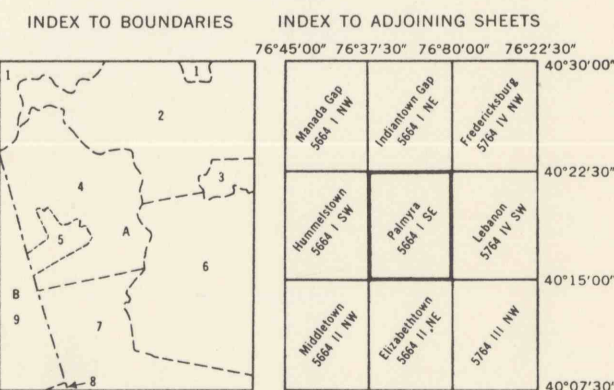 INDEX TO BOUNDARIES
1
1
2
3
4
5
A
6
B
9
7
8
INDEX TO ADJOINING SHEETS
76°45'00" 76°37'30" 76°80'00" 76°22'30"
40°30'00"
Manada Gap
5664 I NW
Indiantown Gap
5664 I NE
Fredericksburg
5764 IV NW
40°22'30"
Hummelstown
5664 I SW
Palmyra
5664 I SE
Lebanon
5764 IV SW
40°15'00"
Middletown
5664 II NW
Elizabethtown
5664 II NE
5764 III NW
40°07'30"